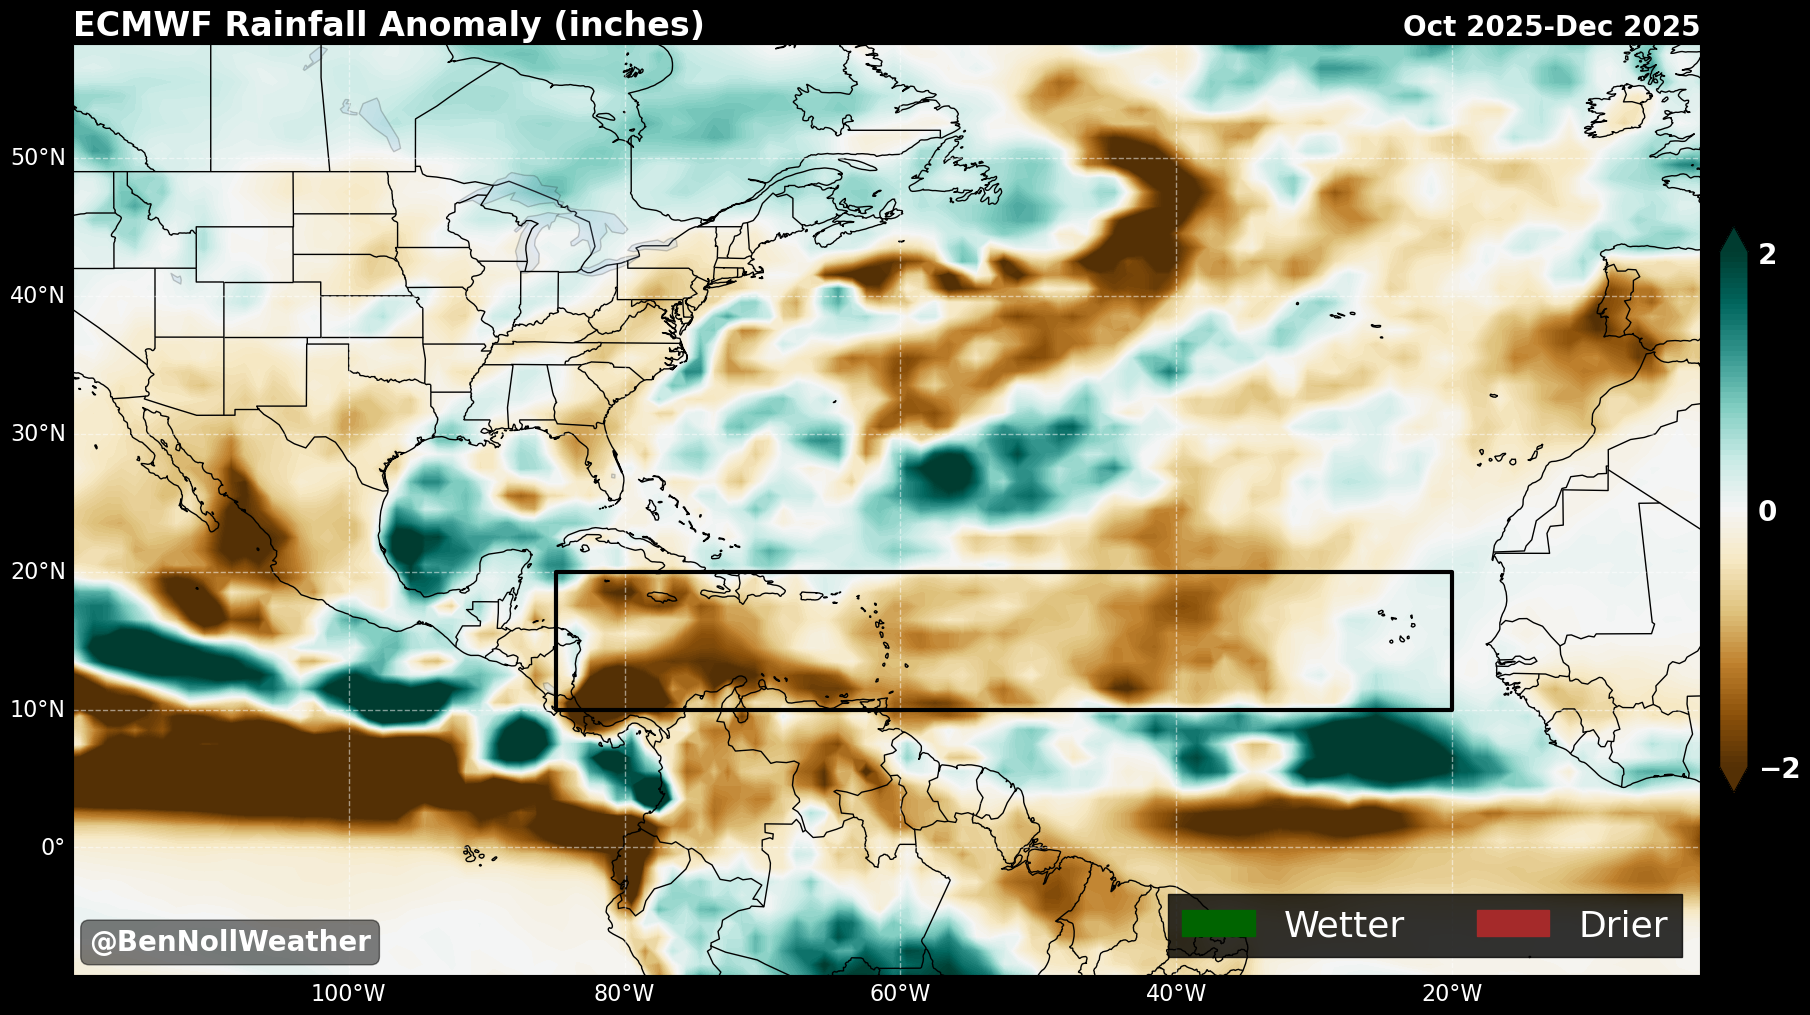 ECMWF Rainfall Anomaly (inches)
Oct 2025-Dec 2025
50°N
40°N
30°N
20°N
10°N
0°
100°W
80°W
60°W
40°W
20°W
2
0
−2
@BenNollWeather
Wetter
Drier